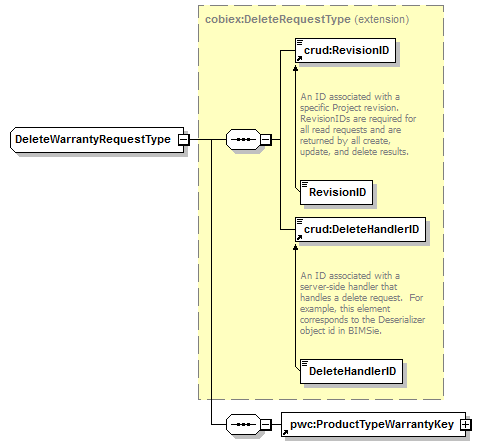 cobiex:DeleteRequestType (extension)
crud:RevisionID
An ID associated with a
specific Project revision.
RevisionIDs are required for
all read requests and are
returned by all create,
update, and delete results.
DeleteWarrantyRequestType
RevisionID
crud:DeleteHandlerID
An ID associated with a
server-side handler that
handles a delete request.  For
example, this element
corresponds to the Deserializer
object id in BIMSie.
DeleteHandlerID
pwc:ProductTypeWarrantyKey